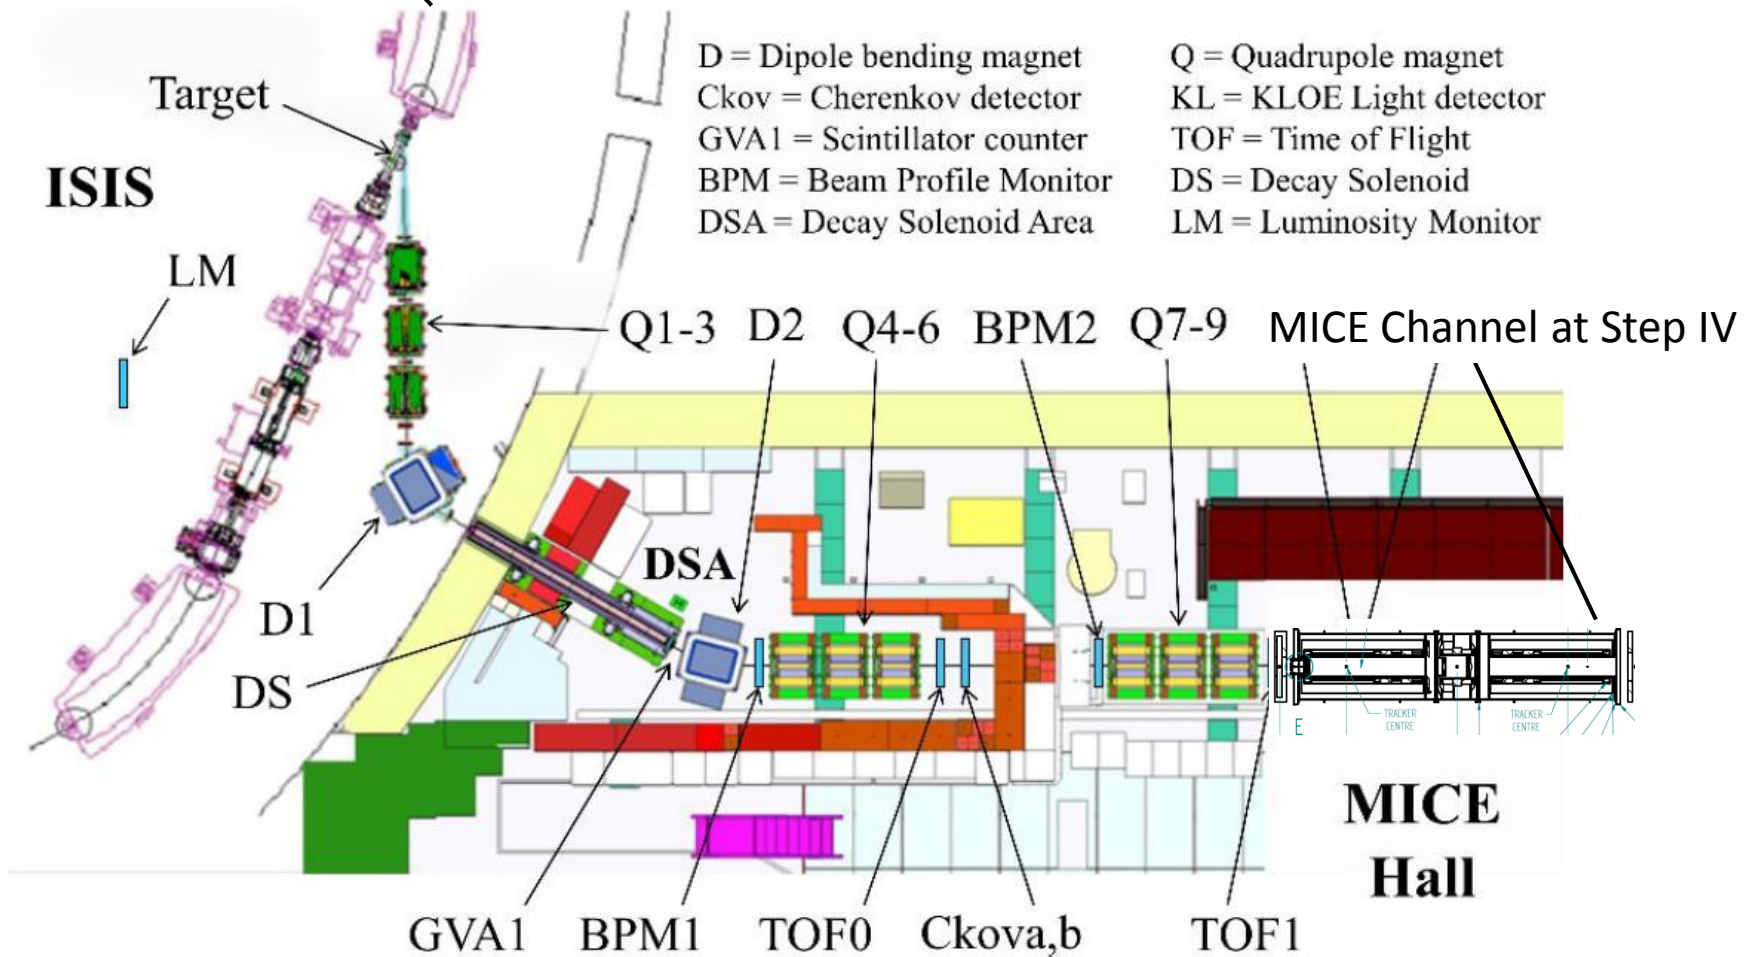 D = Dipole bending magnet
Ckov = Cherenkov detector
GVA1 = Scintillator counter
BPM = Beam Profile Monitor
DSA = Decay Solenoid Area
Q = Quadrupole magnet
KL = KLOE Light detector
TOF = Time of Flight
DS = Decay Solenoid
LM = Luminosity Monitor
Target
ISIS
LM
Q1-3
D2
Q4-6
BPM2
Q7-9
MICE Channel at Step IV
DSA
D1
DS
E
TRACKER
CENTRE
TRACKER
CENTRE
MICE
Hall
GVA1
BPM1
TOF0
Ckova,b
TOF1